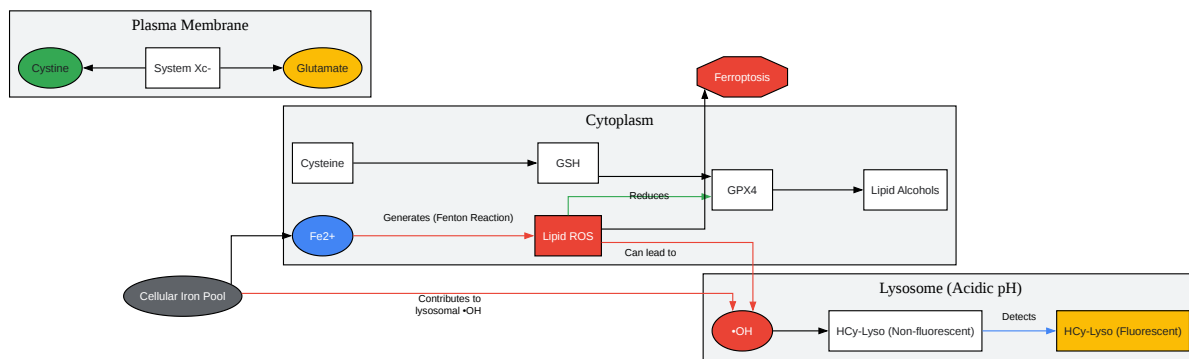 Plasma Membrane
Cystine
System Xc-
Glutamate
Ferroptosis
Cytoplasm
Cysteine
GSH
GPX4
Lipid Alcohols
Reduces
Fe2+
Generates (Fenton Reaction)
Lipid ROS
Can lead to
Cellular Iron Pool
Contributes to
lysosomal •OH
Lysosome (Acidic pH)
•OH
HCy-Lyso (Non-fluorescent)
Detects
HCy-Lyso (Fluorescent)